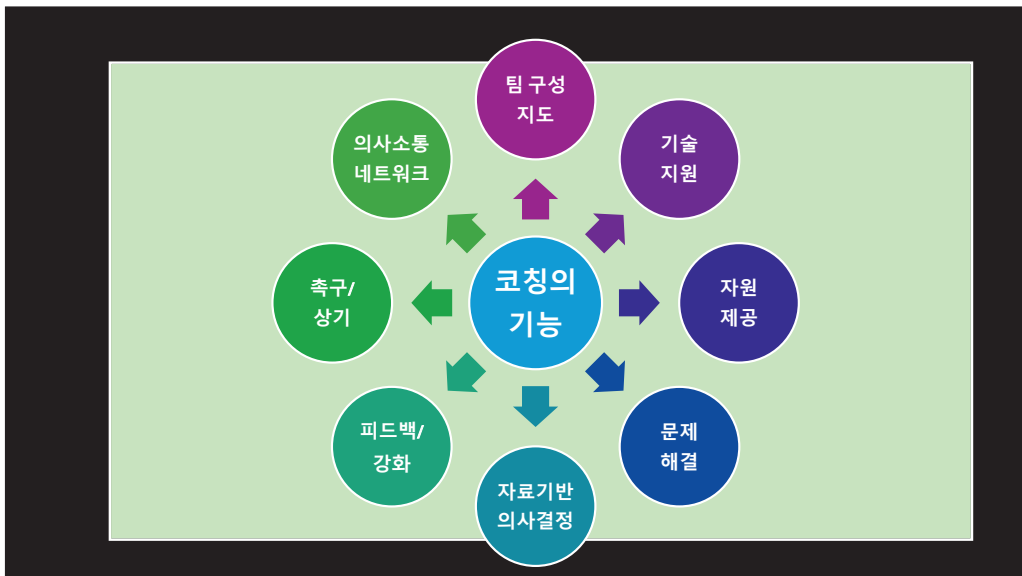 팀 구성
지도
기술
지원
자원
제공
문제
해결
자료기반
의사결정
피드백/
강화
촉구/
상기
의사소통
네트워크
코칭의
기능